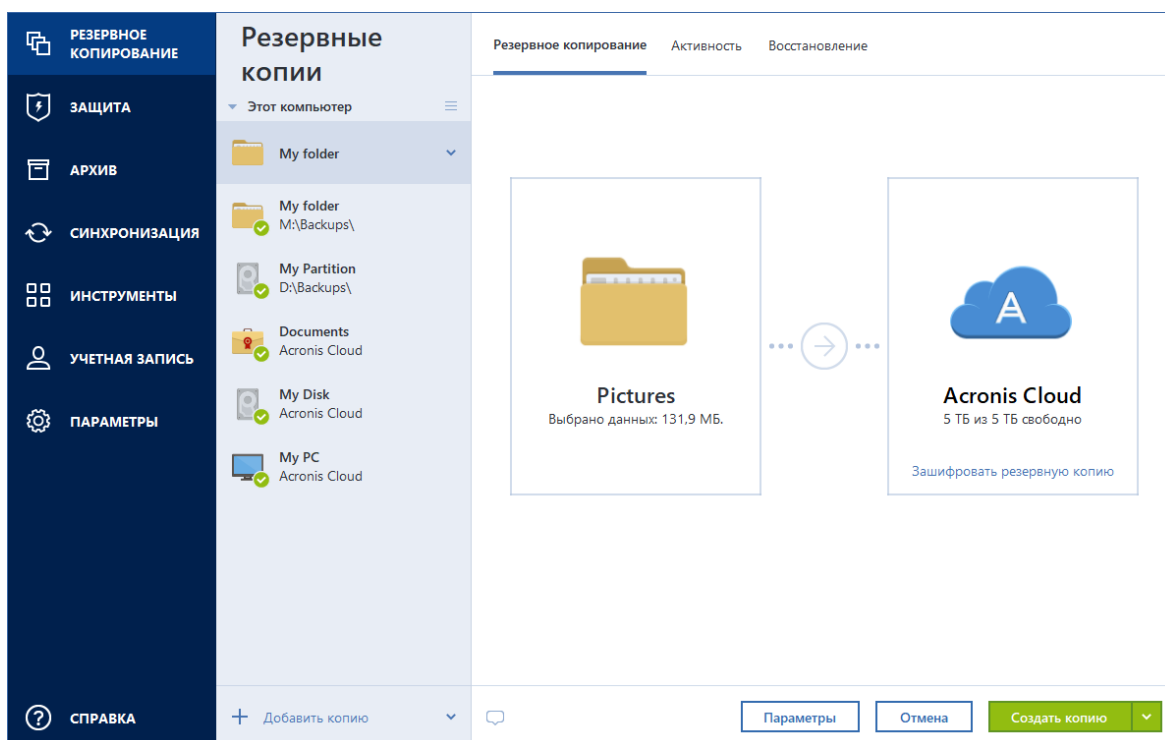 РЕЗЕРВНОЕ
КОПИРОВАНИЕ
ЗАЩИТА
АРХИВ
СИНХРОНИЗАЦИЯ
ИНСТРУМЕНТЫ
УЧЕТНАЯ ЗАПИСЬ
ПАРАМЕТРЫ
СПРАВКА
Резервные
копии
Этот компьютер
My folder
My folder
M:\Backups\
My Partition
D:\Backups\
Documents
Acronis Cloud
My Disk
Acronis Cloud
My PC
Acronis Cloud
Добавить копию
Резервное копирование Активность Восстановление
Pictures
Выбрано данных: 131,9 МБ.
A
Acronis Cloud
5 ТБ из 5 ТБ свободно
Зашифровать резервную копию
Параметры Отмена Создать копию